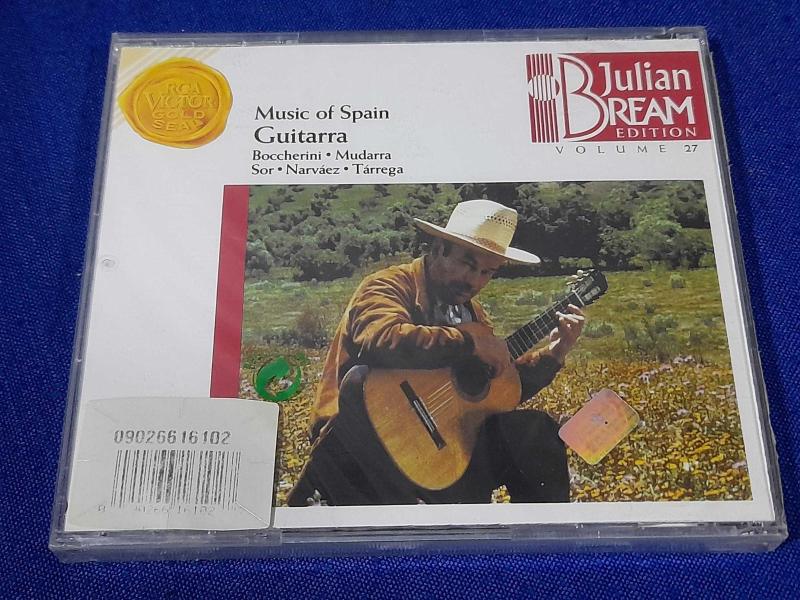 RCA
VICTOR
GOLD
SEAL
Music of Spain
Guitarra
Boccherini • Mudarra
Sor • Narváez • Tárrega
Julian
BREAM
EDITION
VOLUME 27
09026616102